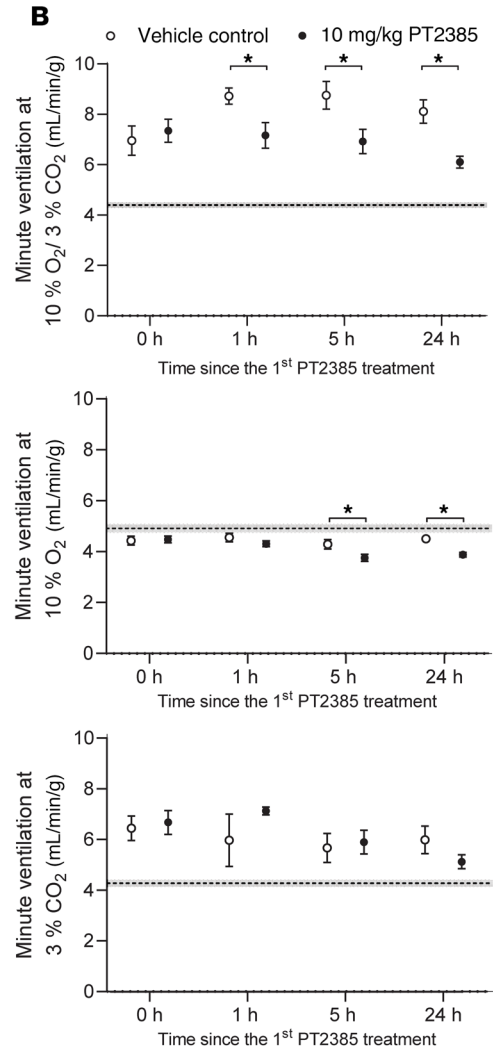 B
Vehicle control 10 mg/kg PT2385
Minute ventilation at
10 % O₂/ 3 % CO₂ (mL/min/g)
10
8
6
4
2
0
* * *
0 h 1 h 5 h 24 h
Time since the 1ˢᵗ PT2385 treatment
Minute ventilation at
10 % O₂ (mL/min/g)
10
8
6
4
2
0
* *
0 h 1 h 5 h 24 h
Time since the 1ˢᵗ PT2385 treatment
Minute ventilation at
3 % CO₂ (mL/min/g)
10
8
6
4
2
0
0 h 1 h 5 h 24 h
Time since the 1ˢᵗ PT2385 treatment